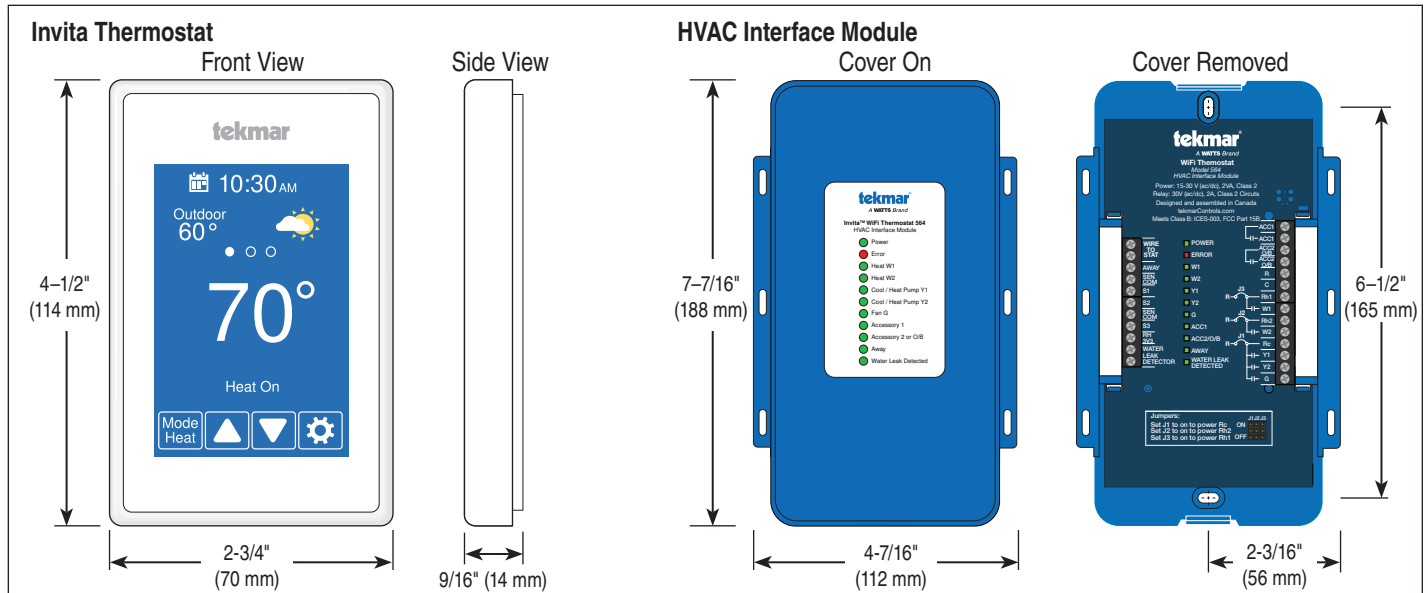 Invita Thermostat
Front View
Side View
4–1/2"
(114 mm)
tekmar
10:30 AM
Outdoor
60°
70°
Heat On
Mode
Heat
2-3/4"
(70 mm)
9/16" (14 mm)
HVAC Interface Module
Cover On
Cover Removed
7–7/16"
(188 mm)
tekmar®
A WATTS Brand
Invita™ WiFi Thermostat 564
HVAC Interface Module
Power
Error
Heat W1
Heat W2
Cool / Heat Pump Y1
Cool / Heat Pump Y2
Fan G
Accessory 1
Accessory 2 or O/B
Away
Water Leak Detected
4-7/16"
(112 mm)
tekmar®
A WATTS Brand
WiFi Themostat
Model 564
HVAC Interface Module
Power: 15-30 V (ac/dc), 2VA, Class 2
Relay: 30V (ac/dc), 2A, Class 2 Circuts
Designed and assembled in Canada
tekmarControls.com
Meets Class B: ICES-003, FCC Part 15B
WIRE
TO
STAT
AWAY
SEN
COM
S1
S2
SEN
COM
S3
RH
3V3
WATER
LEAK
DETECTOR
POWER
ERROR
W1
W2
Y1
Y2
G
ACC1
ACC2/O/B
AWAY
WATER LEAK
DETECTED
ACC1
ACC1
ACC2
O/B
ACC2
O/B
R
C
J3
R
Rh1
W1
J2
R
Rh2
W2
J1
R
Rc
Y1
Y2
G
Jumpers:
J1 J2 J3
Set J1 to on to power Rc ON
Set J2 to on to power Rh2
Set J3 to on to power Rh1 OFF
6–1/2"
(165 mm)
2-3/16"
(56 mm)